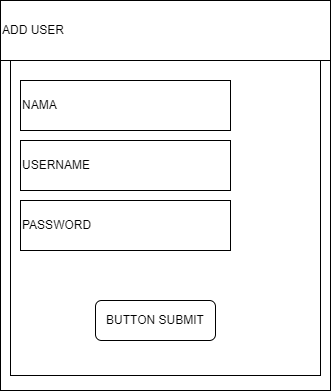 ADD USER
NAMA
USERNAME
PASSWORD
BUTTON SUBMIT